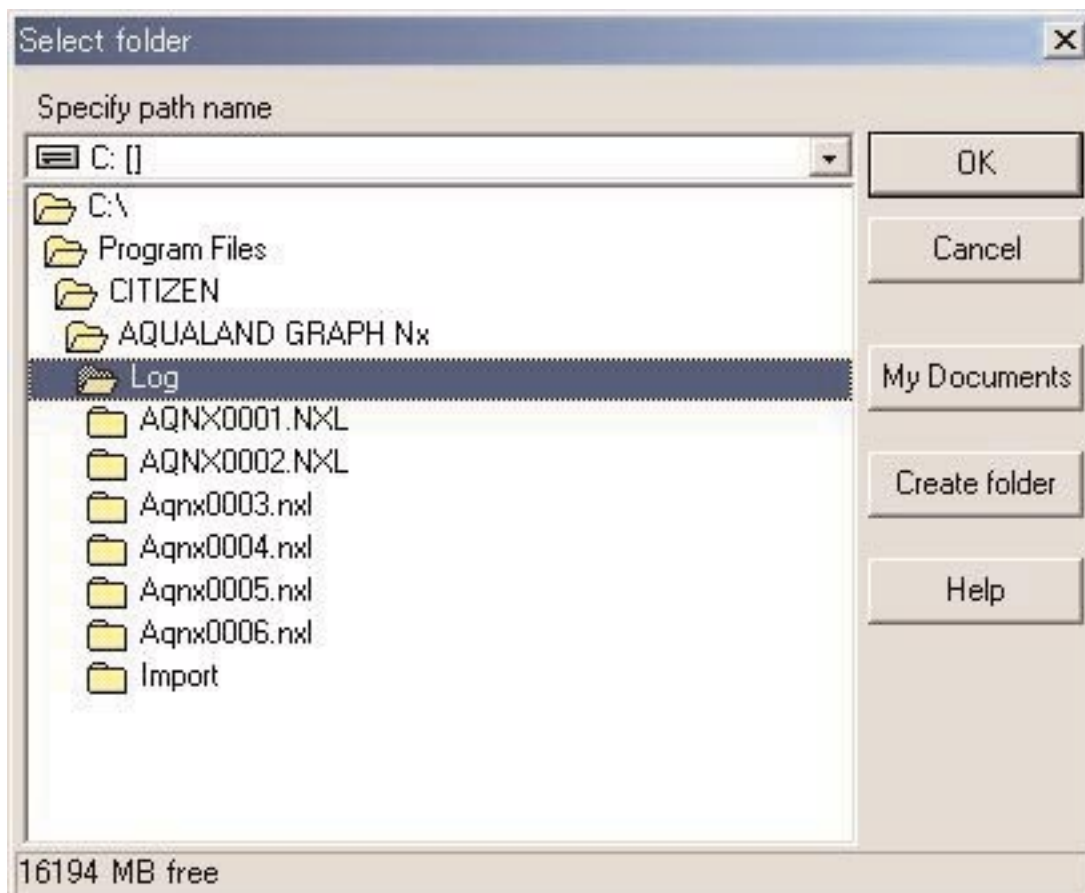 Select folder
Specify path name
C: []
OK
C:\
Program Files
Cancel
CITIZEN
AQUALAND GRAPH Nx
Log
My Documents
AQNX0001.NXL
AQNX0002.NXL
Create folder
Aqnx0003.nxl
Aqnx0004.nxl
Aqnx0005.nxl
Help
Aqnx0006.nxl
Import
16194 MB free